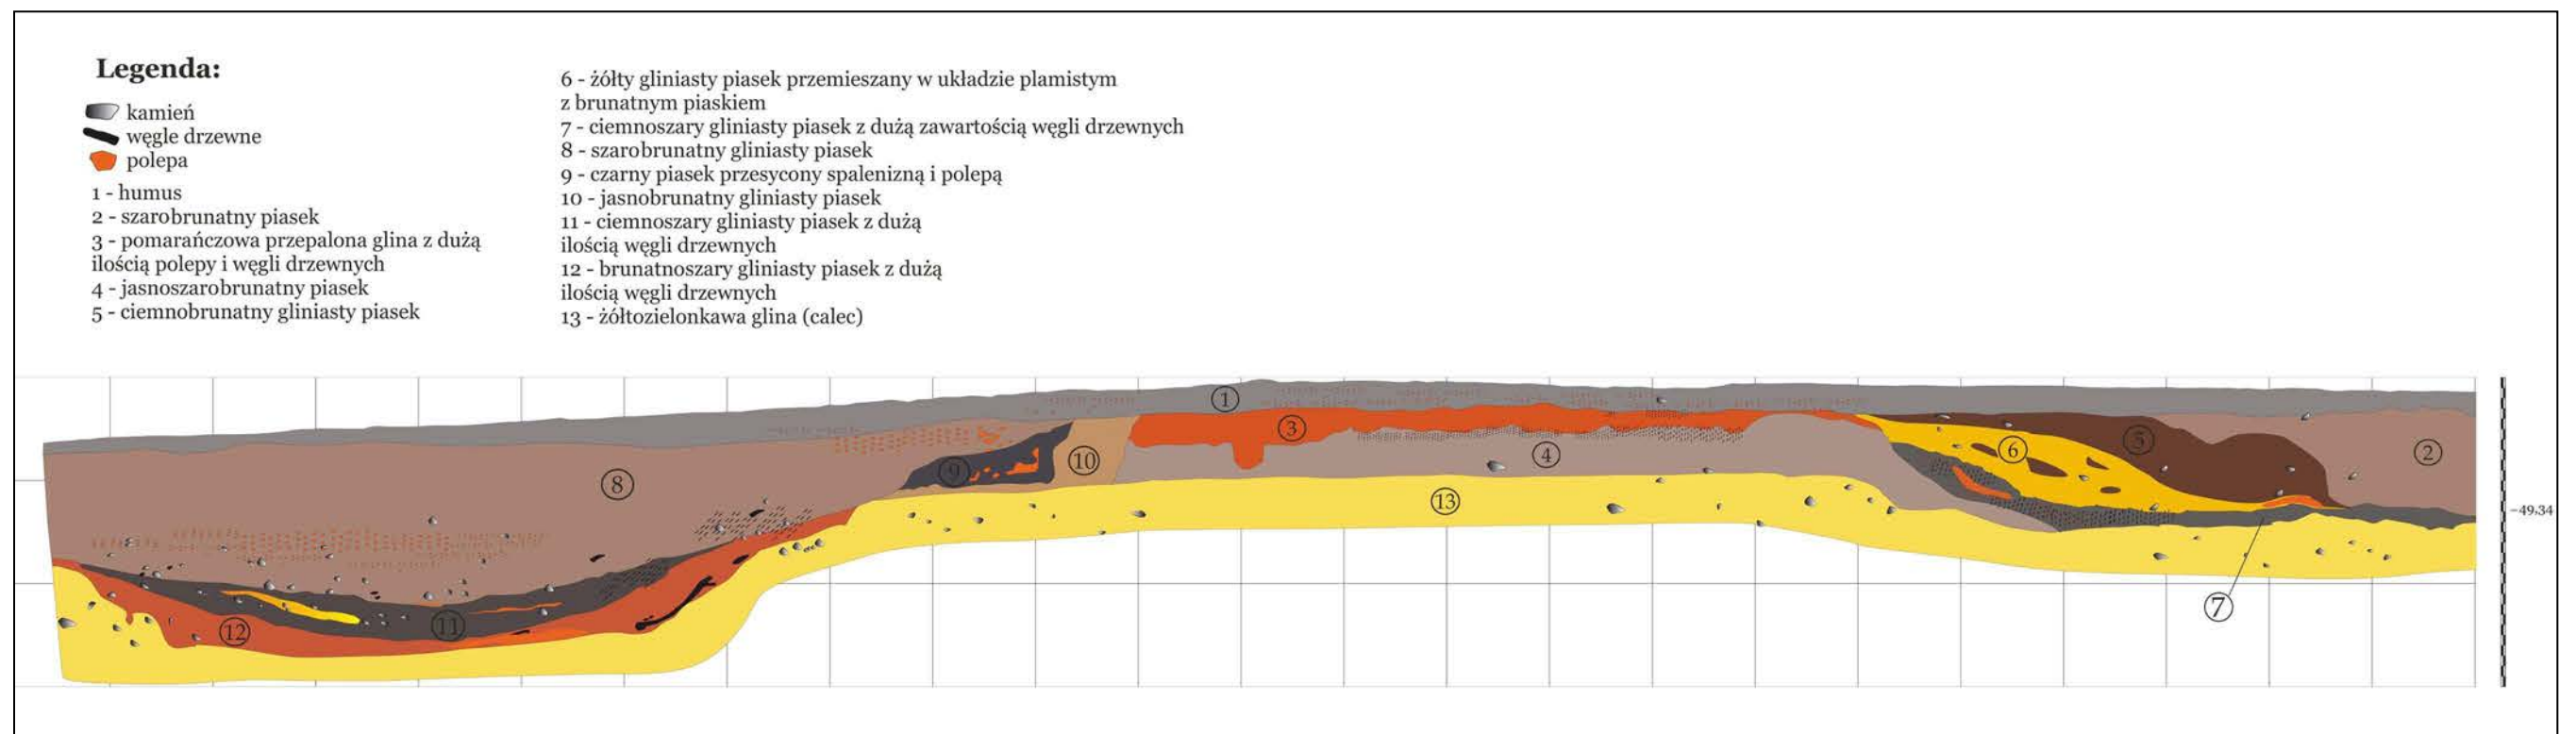 Legenda:
kamień
węgle drzewne
polepa
1 - humus
2 - szarobrunatny piasek
3 - pomarańczowa przepalona glina z dużą
ilością polepy i węgli drzewnych
4 - jasnoszarobrunatny piasek
5 - ciemnobrunatny gliniasty piasek
6 - żółty gliniasty piasek przemieszany w układzie plamistym
z brunatnym piaskiem
7 - ciemnoszary gliniasty piasek z dużą zawartością węgli drzewnych
8 - szarobrunatny gliniasty piasek
9 - czarny piasek przesycony spalenizną i polepą
10 - jasnobrunatny gliniasty piasek
11 - ciemnoszary gliniasty piasek z dużą
ilością węgli drzewnych
12 - brunatnoszary gliniasty piasek z dużą
ilością węgli drzewnych
13 - żółtozielonkawa glina (calec)
1
3
5
6
2
4
10
9
8
13
49,34
7
11
12